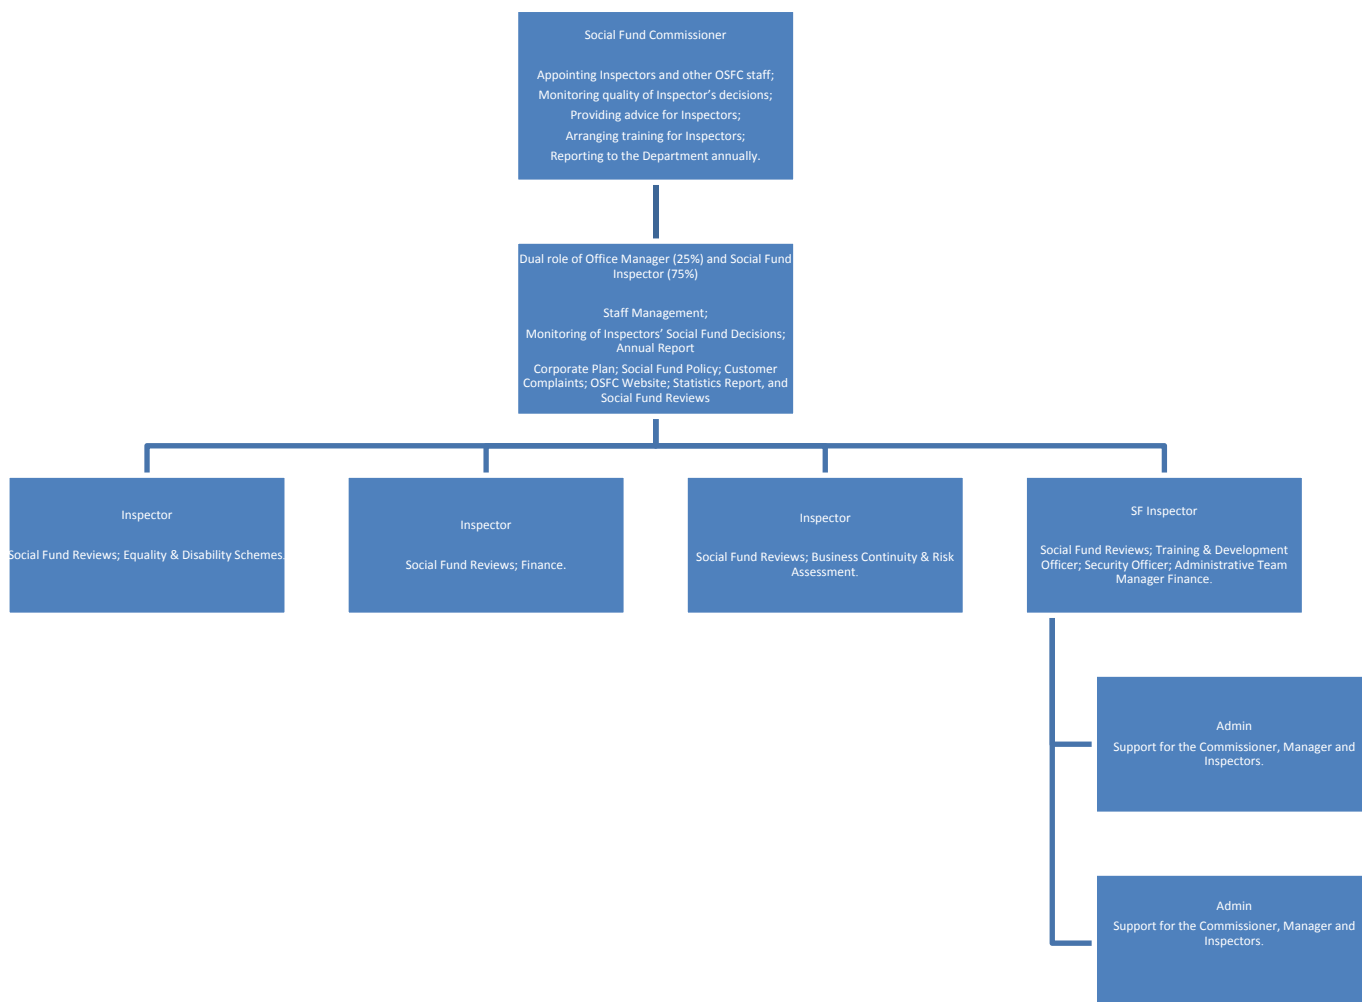 Social Fund Commissioner
Appointing Inspectors and other OSFC staff;
Monitoring quality of Inspector’s decisions;
Providing advice for Inspectors;
Arranging training for Inspectors;
Reporting to the Department annually.
Dual role of Office Manager (25%) and Social Fund
Inspector (75%)
Staff Management;
Monitoring of Inspectors’ Social Fund Decisions;
Annual Report
Corporate Plan; Social Fund Policy; Customer
Complaints; OSFC Website; Statistics Report, and
Social Fund Reviews
Inspector
Social Fund Reviews; Equality & Disability Schemes.
Inspector
Social Fund Reviews; Finance.
Inspector
Social Fund Reviews; Business Continuity & Risk
Assessment.
SF Inspector
Social Fund Reviews; Training & Development
Officer; Security Officer; Administrative Team
Manager Finance.
Admin
Support for the Commissioner, Manager and
Inspectors.
Admin
Support for the Commissioner, Manager and
Inspectors.